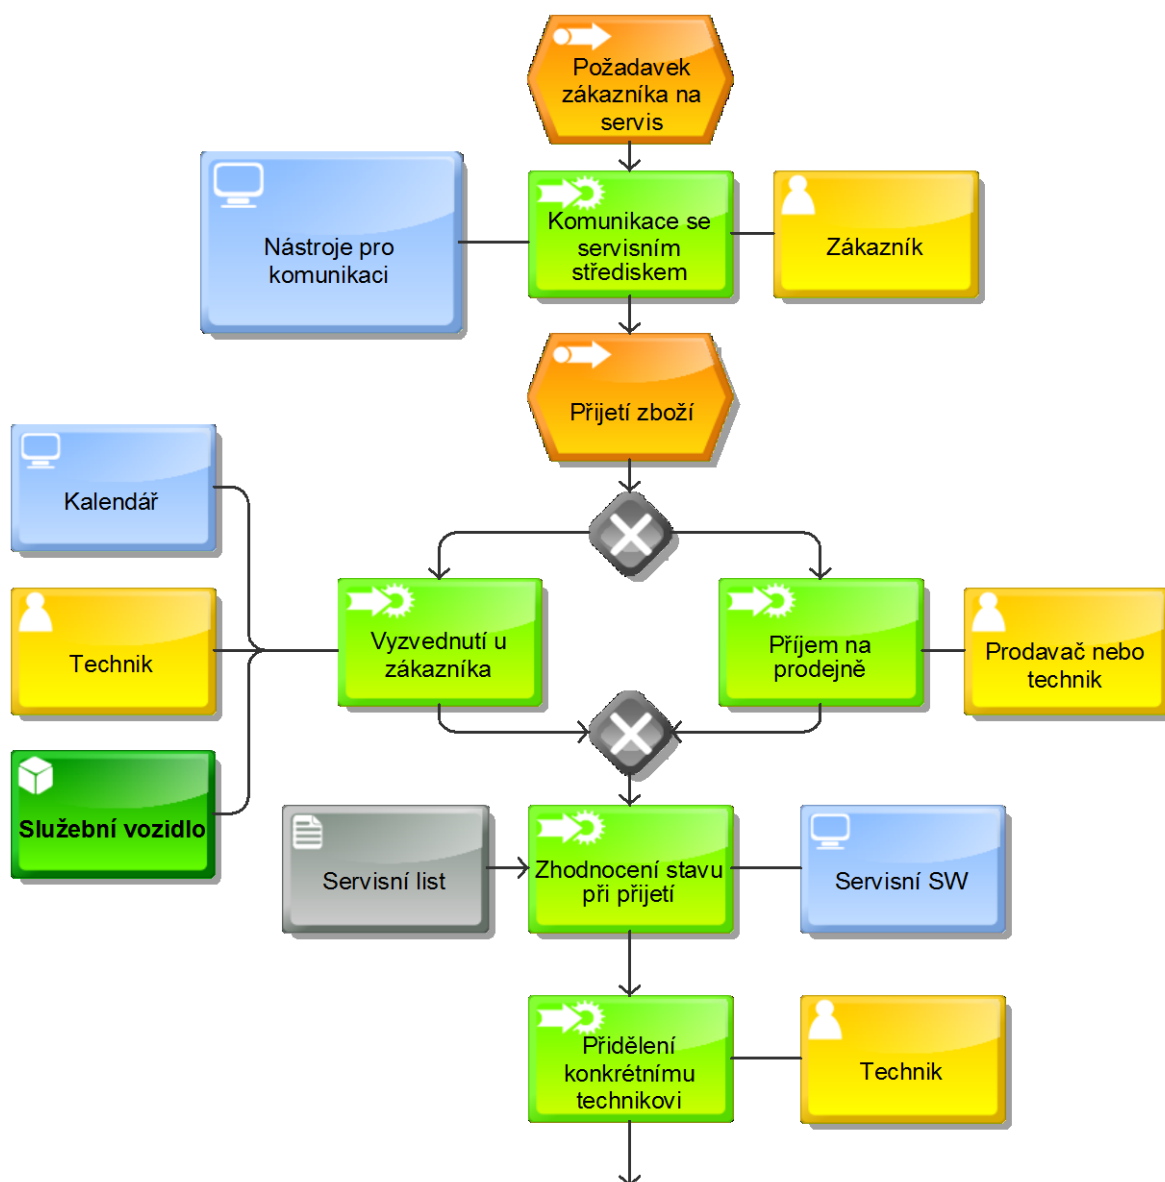 Požadavek
zákazníka na
servis
Nástroje pro
komunikaci
Komunikace se
servisním
střediskem
Zákazník
Přijetí zboží
Kalendář
Technik
Služební vozidlo
Vyzvednutí u
zákazníka
Příjem na
prodejně
Prodavač nebo
technik
Servisní list
Zhodnocení stavu
při přijetí
Servisní SW
Přidělení
konkrétnímu
technikovi
Technik